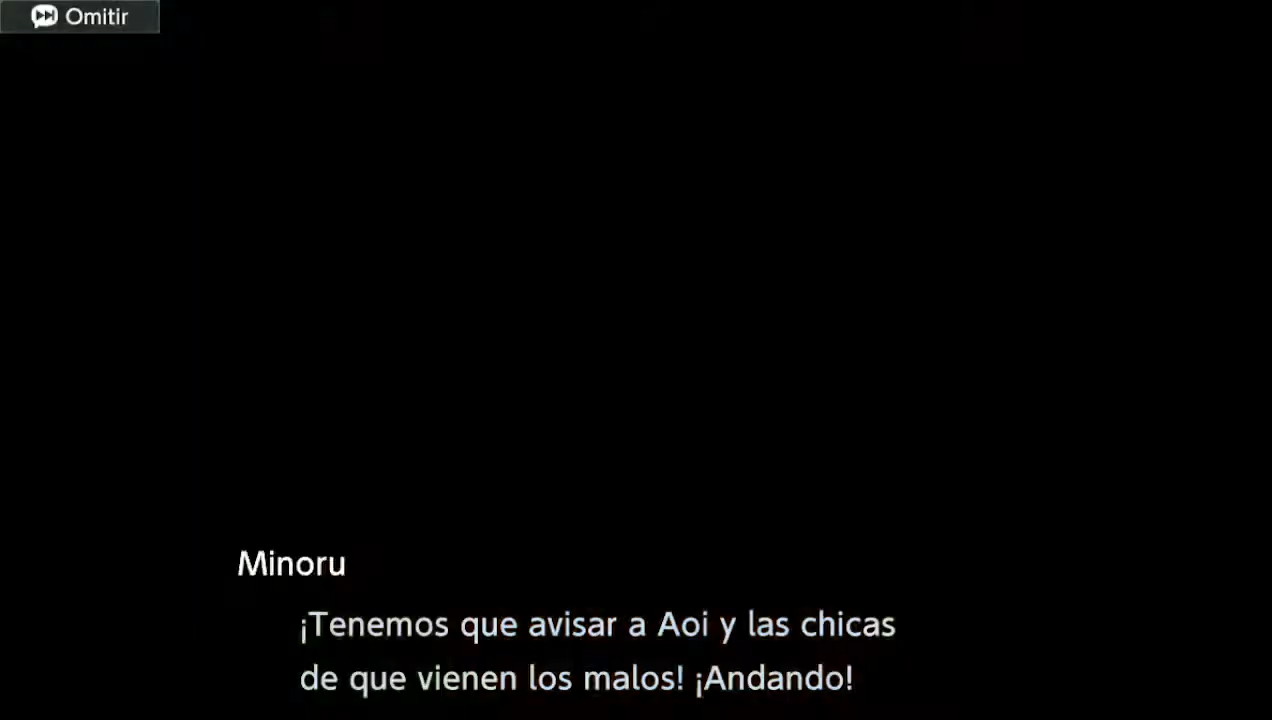 Omitir
Minoru
¡Tenemos que avisar a Aoi y las chicas
de que vienen los malos! ¡Andando!